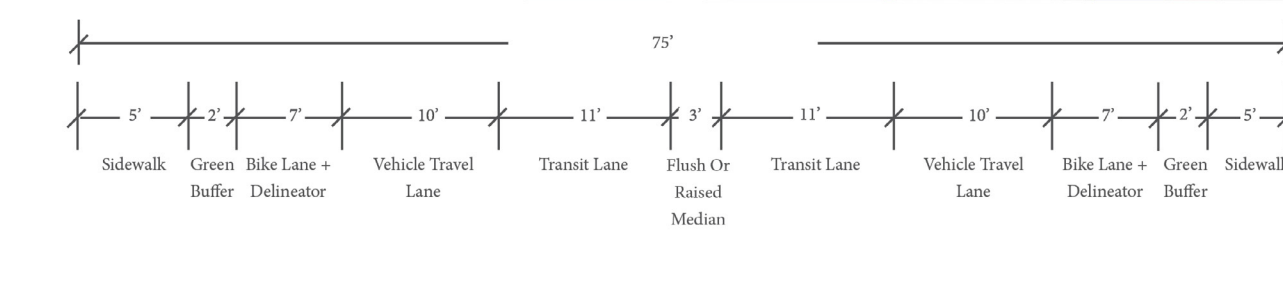 75’
5’ 2’ 7’ 10’ 11’ 3’ 11’ 10’ 7’ 2’ 5’
Sidewalk Green Bike Lane + Vehicle Travel Transit Lane Flush Or Transit Lane Vehicle Travel Bike Lane + Green Sidewalk
Buffer Delineator Lane Raised Lane Delineator Buffer
Median